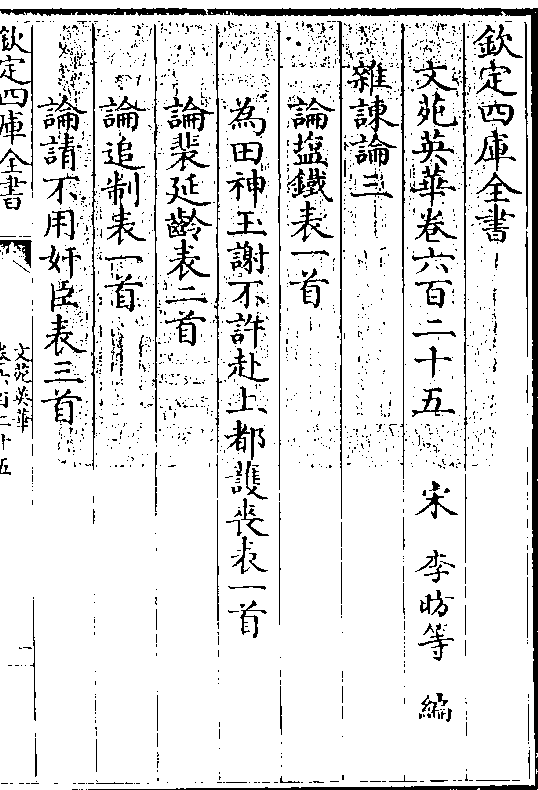 欽定四庫全書
文苑英華卷六百二十五
宋 李昉等 編
雜諫論三
論塩鐵表一首
為田神玉謝不許赴上都護喪表一首
論裴延齡表二首
論追制表一首
論請不用奸臣表三首
欽定四庫全書
文苑英華
卷六百二十五
一